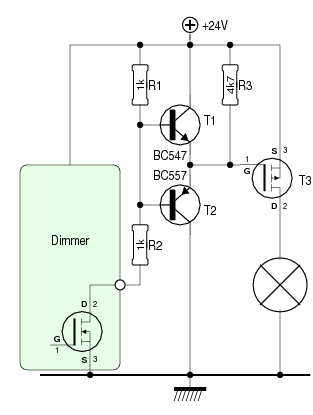 +24V
1k
R1
4k7
R3
T1
BC547
BC557
S
3
1
G
T3
T2
D
2
Dimmer
1k
R2
D
2
G
1
S
3